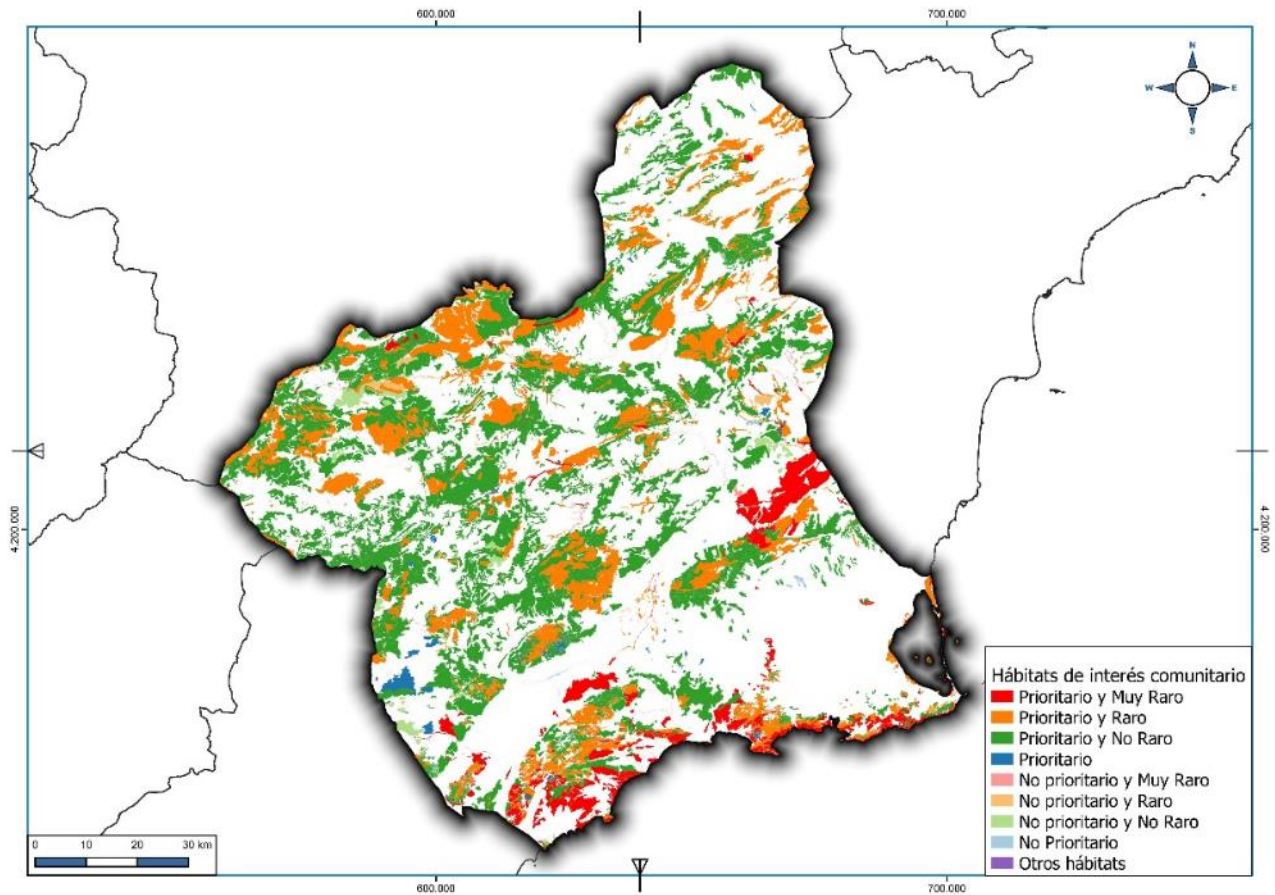 600.000 700.000
N
W E
S
4.200.000 4.200.000
Hábitats de interés comunitario
Prioritario y Muy Raro
Prioritario y Raro
Prioritario y No Raro
Prioritario
No prioritario y Muy Raro
No prioritario y Raro
No prioritario y No Raro
No Prioritario
Otros hábitats
0 10 20 30 km
600.000 700.000